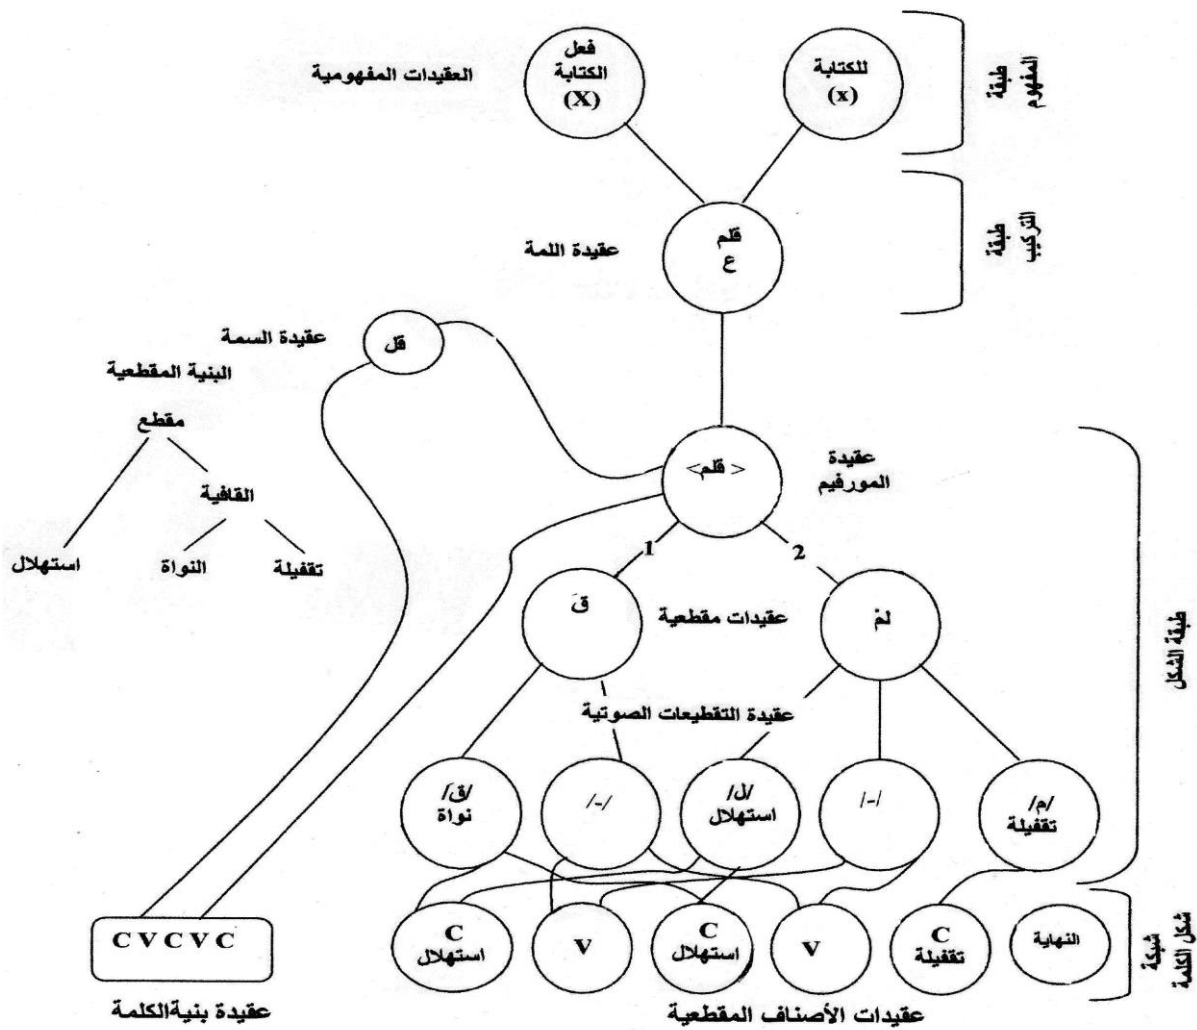 فعل
الكتابة
(X)
للكتابة
(x)
العقيدات المفهومية
طبقة
المفهوم
قلم
ع
عقيدة اللمة
طبقة
التركيب
قل
عقيدة السمة
البنية المقطعية
مقطع
القافية
استهلال
النواة
تقفيلة
< قلم>
عقيدة
المورفيم
1
2
قَ
عقيدات مقطعية
لمْ
عقيدة التقطيعات الصوتية
طبقة الشكل
/ق/
نواة
/-/
/ل/
استهلال
/-/
/م/
تقفيلة
C V C V C
عقيدة بنية الكلمة
C
استهلال
V
C
استهلال
V
C
تقفيلة
النهاية
شبكة
شكل الكلمة
عقيدات الأصناف المقطعية